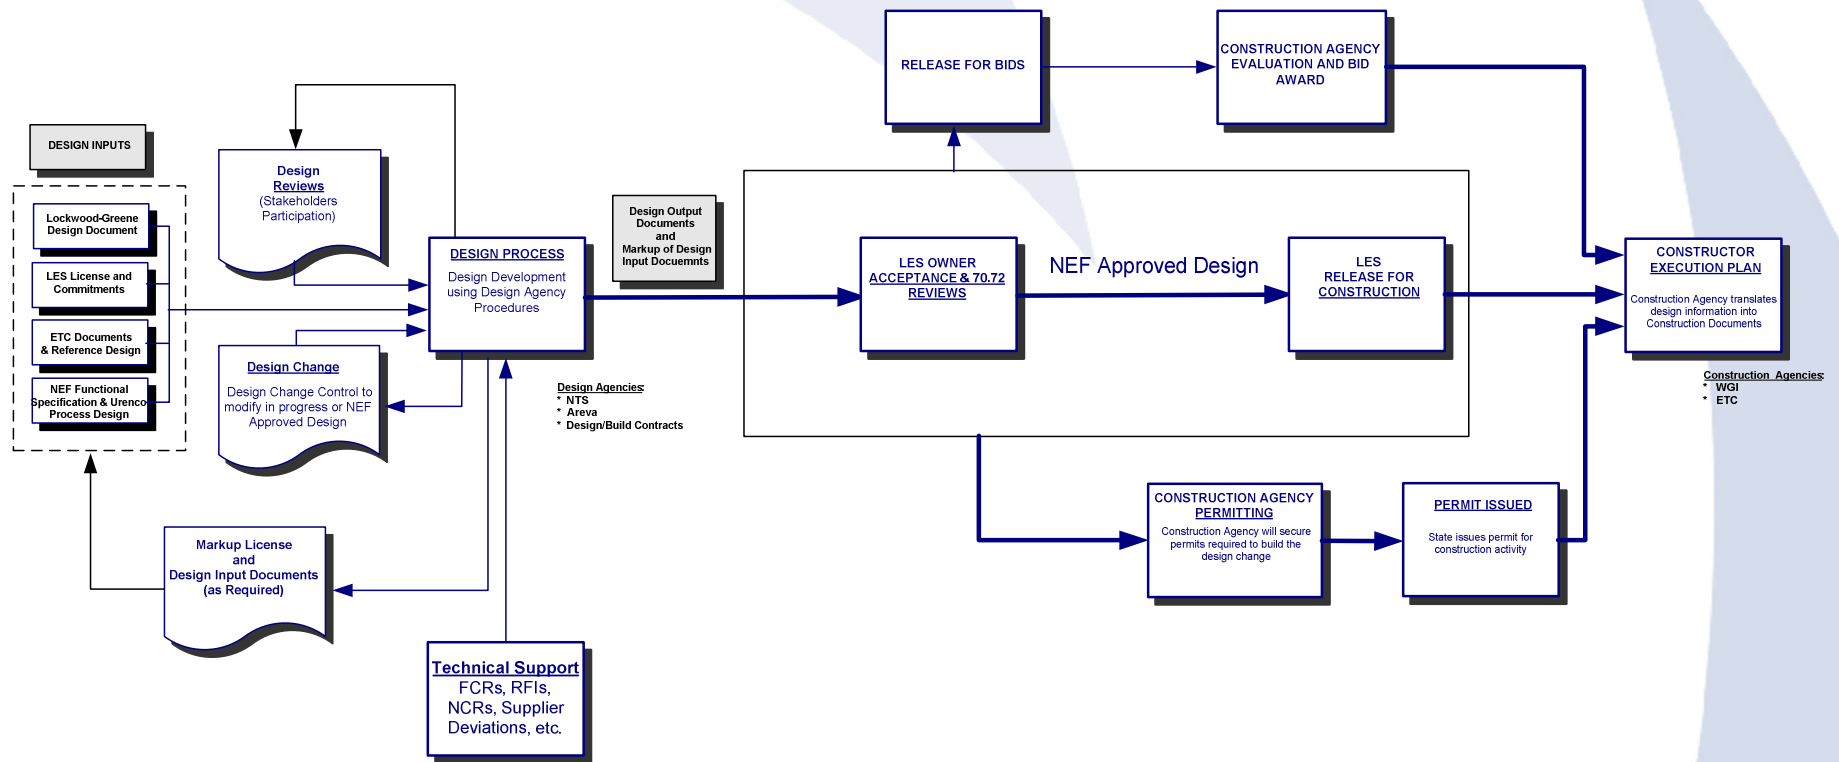 RELEASE FOR BIDS
CONSTRUCTION AGENCY
EVALUATION AND BID
AWARD
DESIGN INPUTS
Lockwood-Greene
Design Document
LES License and
Commitments
ETC Documents
& Reference Design
NEF Functional
Specification & Urenco
Process Design
Design
Reviews
(Stakeholders
Participation)
Design Change
Design Change Control to
modify in progress or NEF
Approved Design
Markup License
and
Design Input Documents
(as Required)
DESIGN PROCESS
Design Development
using Design Agency
Procedures
Technical Support
FCRs, RFIs,
NCRs, Supplier
Deviations, etc.
Design Output
Documents
and
Markup of Design
Input Docuemnts
Design Agencies:
* NTS
* Areva
* Design/Build Contracts
LES OWNER
ACCEPTANCE & 70.72
REVIEWS
NEF Approved Design
LES
RELEASE FOR
CONSTRUCTION
CONSTRUCTION AGENCY
PERMITTING
Construction Agency will secure
permits required to build the
design change
PERMIT ISSUED
State issues permit for
construction activity
CONSTRUCTOR
EXECUTION PLAN
Construction Agency translates
design information into
Construction Documents
Construction Agencies:
* WGI
* ETC